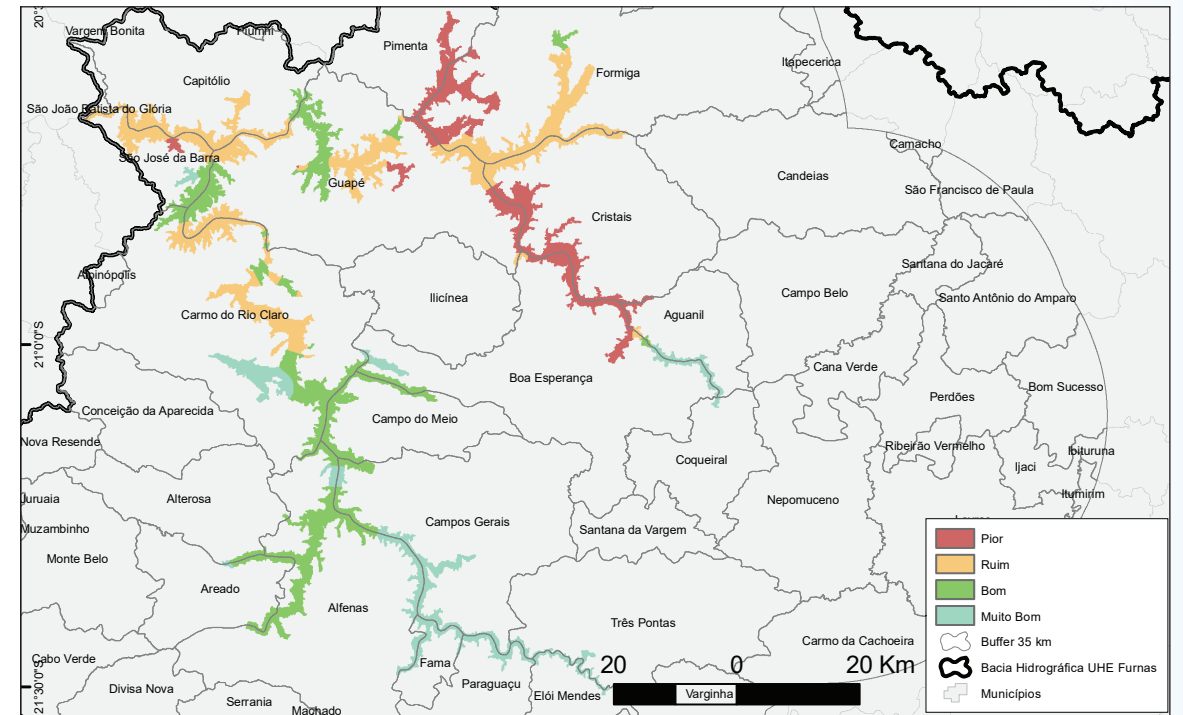 20°3
Vargem Bonita
Piumhi
Pimenta
Itapecerica
Formiga
Capitólio
São João Batista do Glória
Camacho
São José da Barra
Candeias
Guapé
São Francisco de Paula
Cristais
Santana do Jacaré
Alpinópolis
Campo Belo
Ilicínea
Santo Antônio do Amparo
Carmo do Rio Claro
Aguanil
21°0'0"S
Cana Verde
Boa Esperança
Bom Sucesso
Perdões
Conceição da Aparecida
Campo do Meio
Nova Resende
Ribeirão Vermelho
Ibituruna
Coqueiral
Ijaci
Juruaia
Alterosa
Nepomuceno
Itumirim
Campos Gerais
Muzambinho
Santana da Vargem
Monte Belo
Areado
Alfenas
Três Pontas
Carmo da Cachoeira
Cabo Verde
Fama
21°30'0"S
Divisa Nova
Paraguaçu
Elói Mendes
Varginha
Serrania
Machado
20 0 20 Km
Pior
Ruim
Bom
Muito Bom
Buffer 35 km
Bacia Hidrográfica UHE Furnas
Municípios